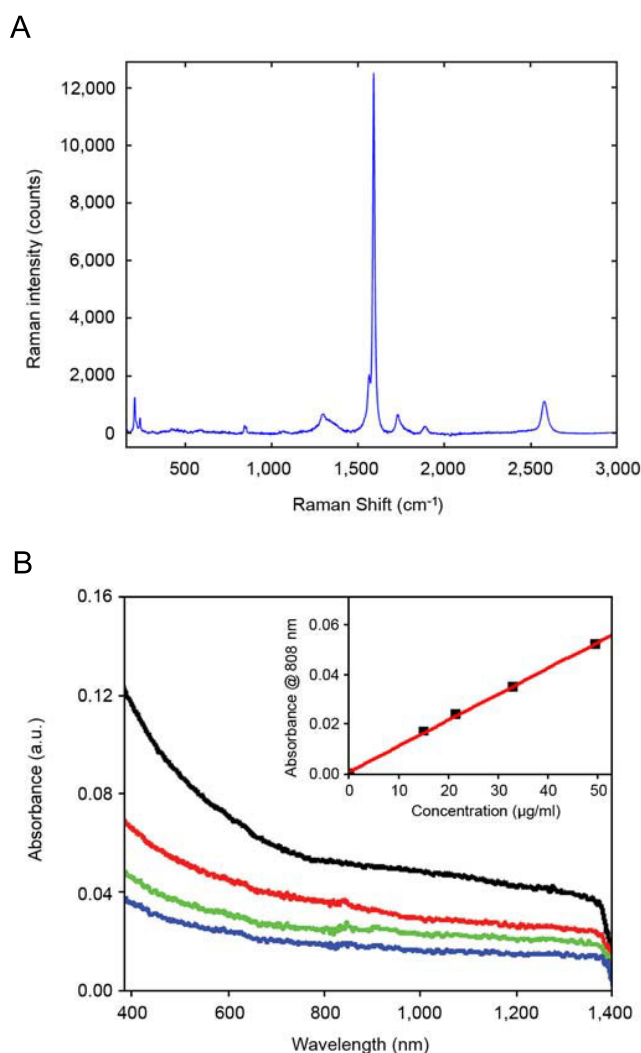 A
12,000
10,000
8,000
6,000
4,000
2,000
0
Raman intensity (counts)
500 1,000 1,500 2,000 2,500 3,000
Raman Shift (cm⁻¹)
B
0.16
0.12
0.08
0.04
0.00
Absorbance (a.u.)
400 600 800 1,000 1,200 1,400
Wavelength (nm)
0.06
0.04
0.02
0.00
Absorbance @ 808 nm
0 10 20 30 40 50
Concentration (µg/ml)